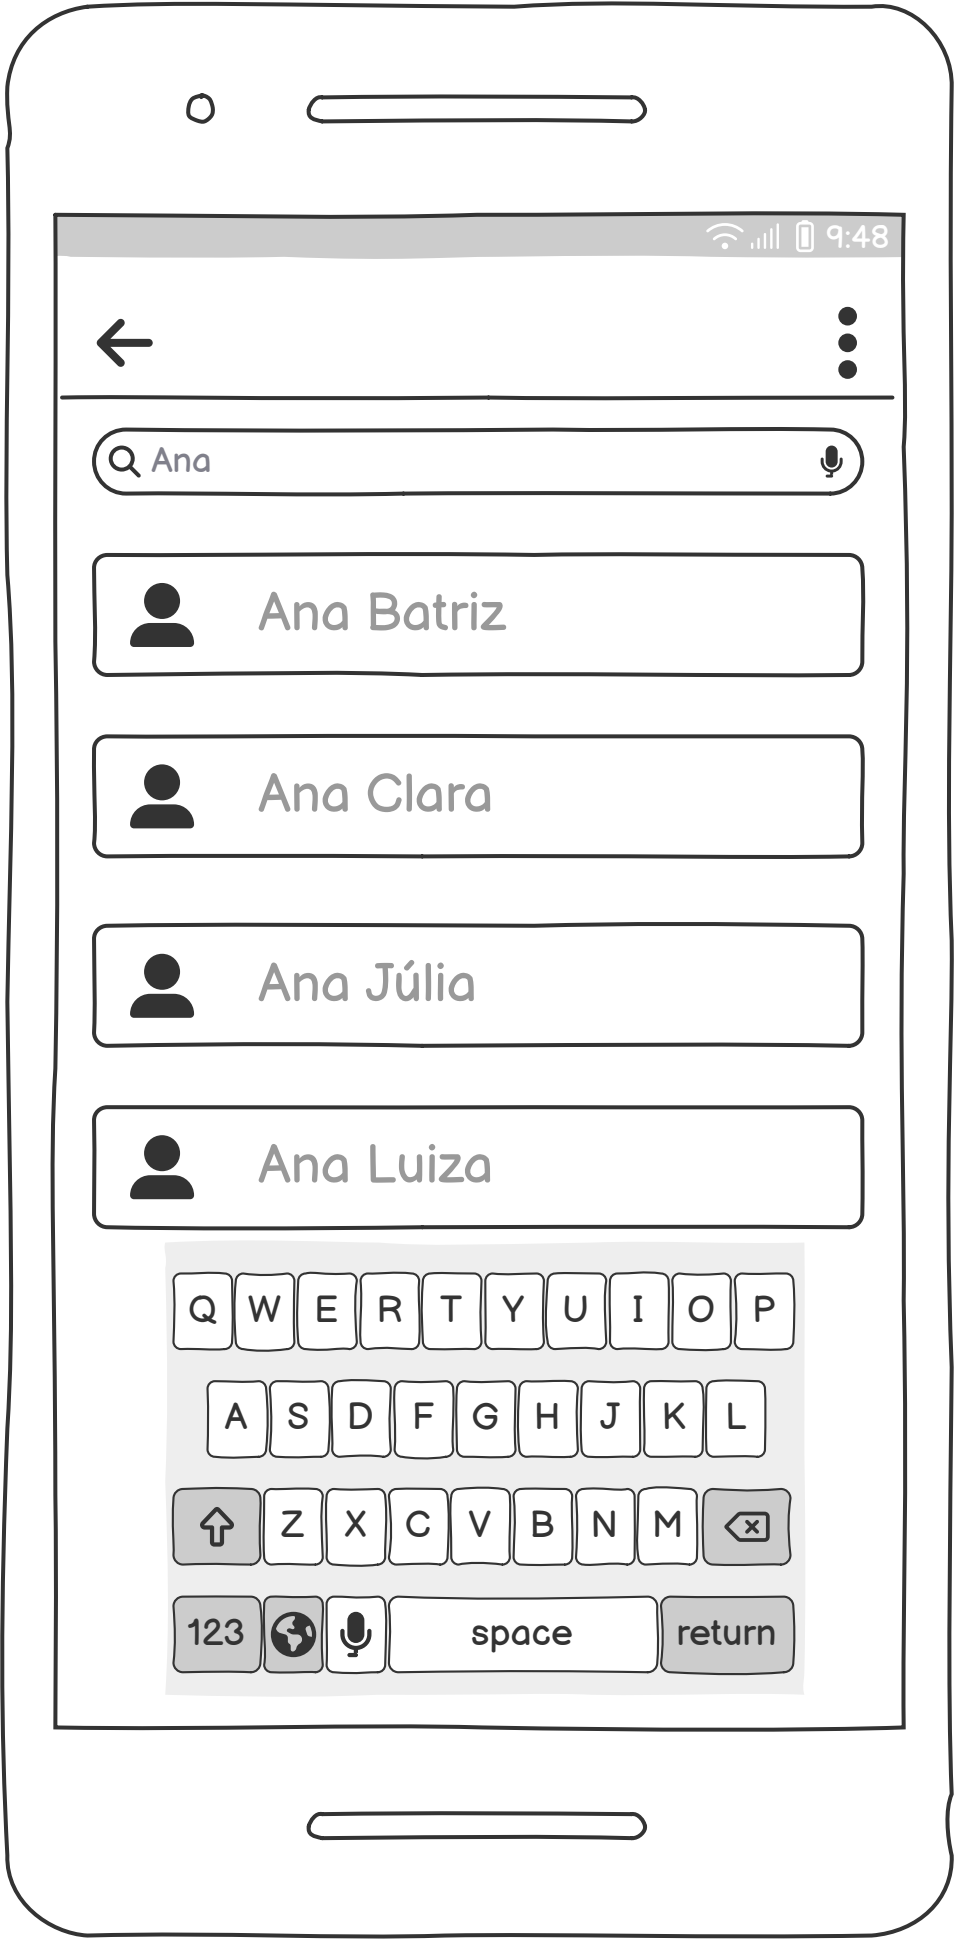 9:48
Ana
Ana Batriz
Ana Clara
Ana Júlia
Ana Luiza
Q W E R T Y U I O P
A S D F G H J K L
Z X C V B N M
123 space return